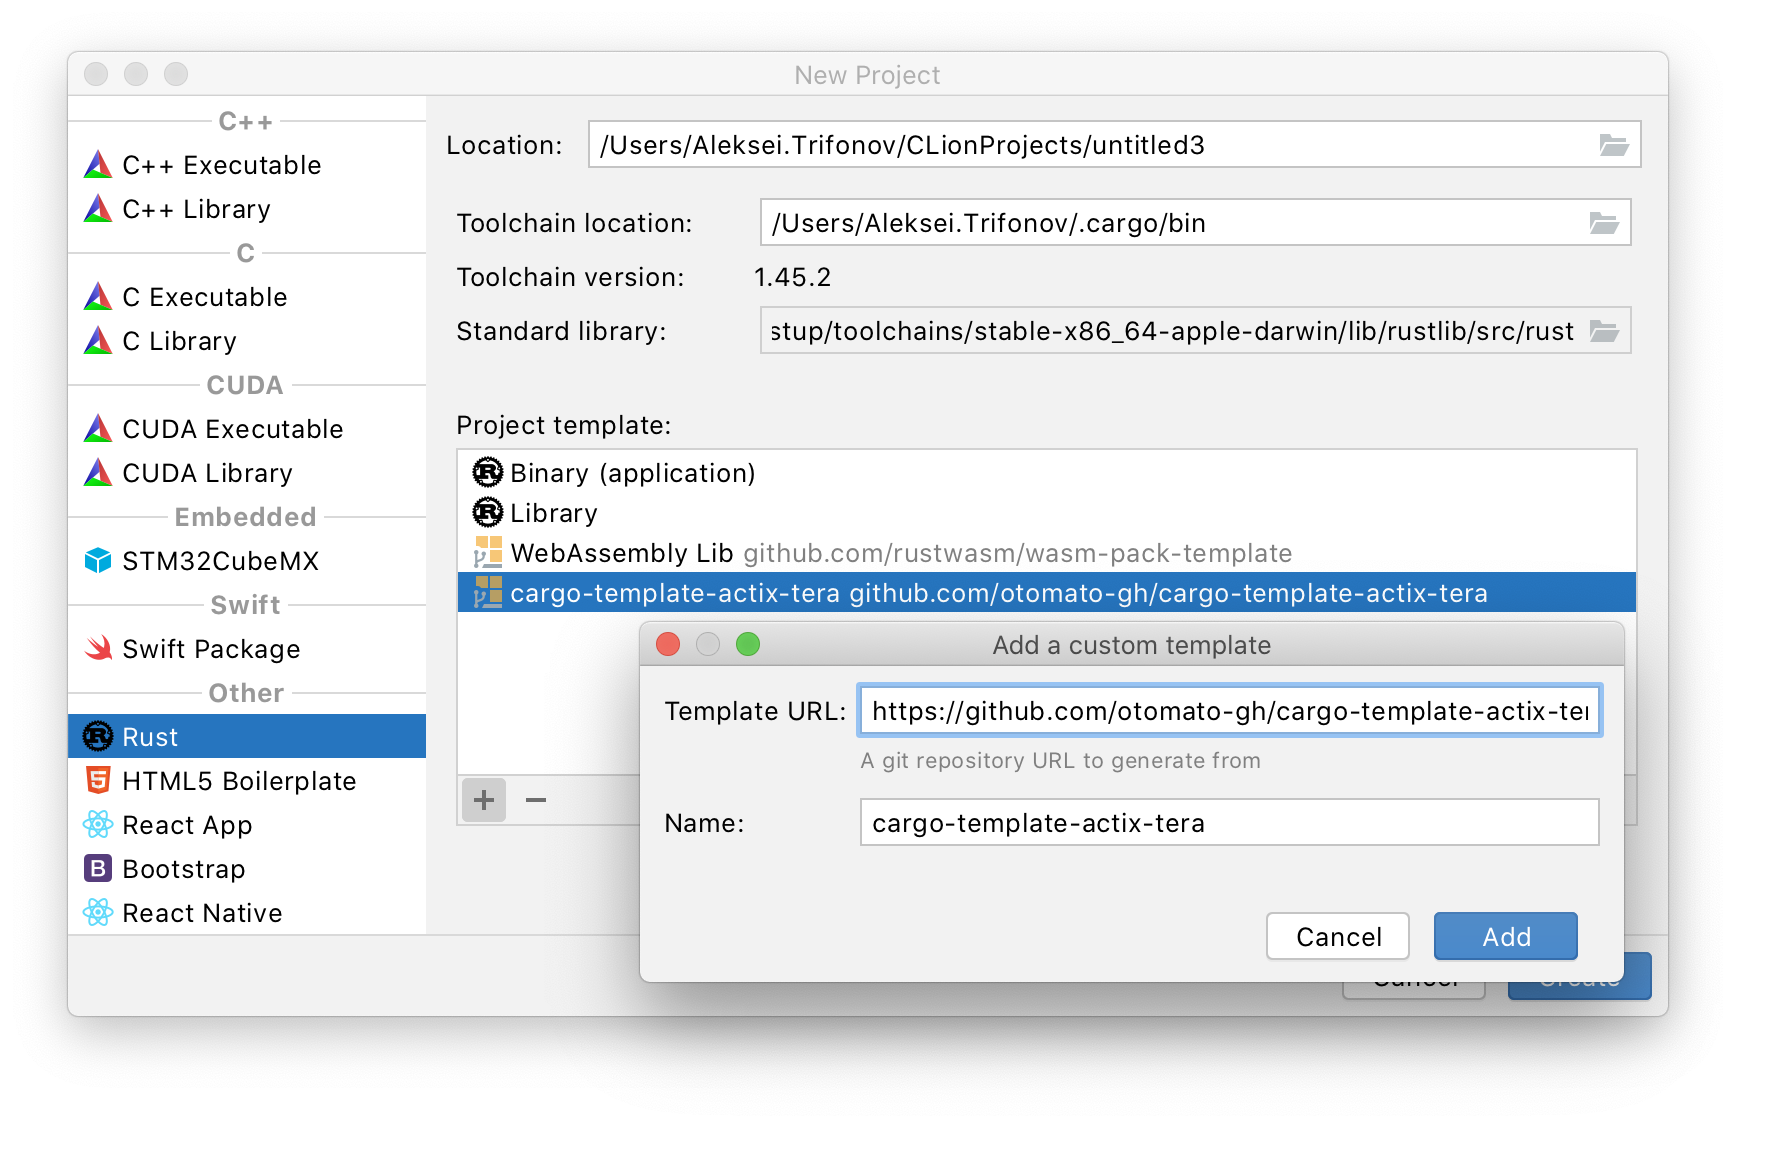 New Project
C++
C++ Executable
C++ Library
C
C Executable
C Library
CUDA
CUDA Executable
CUDA Library
Embedded
STM32CubeMX
Swift
Swift Package
Other
Rust
HTML5 Boilerplate
React App
Bootstrap
React Native
Location: /Users/Aleksei.Trifonov/CLionProjects/untitled3
Toolchain location: /Users/Aleksei.Trifonov/.cargo/bin
Toolchain version: 1.45.2
Standard library: stup/toolchains/stable-x86_64-apple-darwin/lib/rustlib/src/rust
Project template:
Binary (application)
Library
WebAssembly Lib github.com/rustwasm/wasm-pack-template
cargo-template-actix-tera github.com/otomato-gh/cargo-template-actix-tera
Add a custom template
Template URL: https://github.com/otomato-gh/cargo-template-actix-ter
A git repository URL to generate from
Name: cargo-template-actix-tera
Cancel Add
Cancel Create